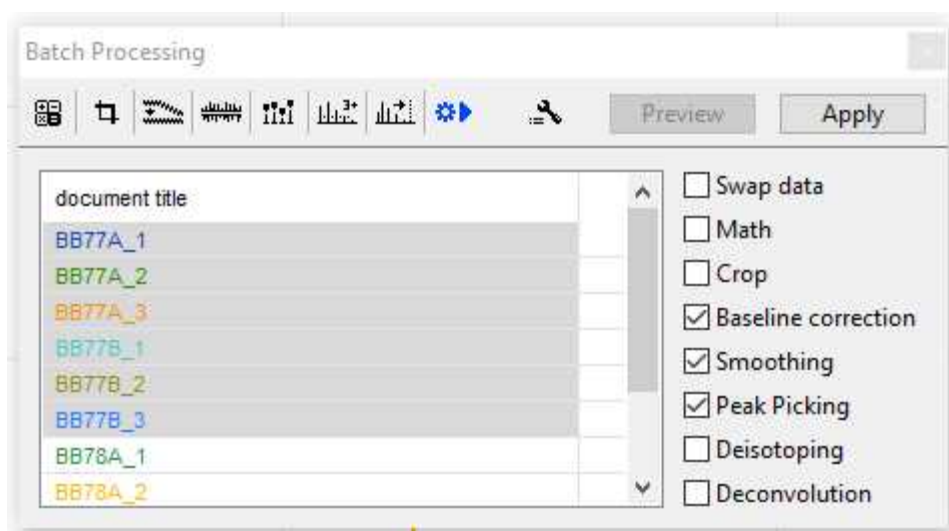 Batch Processing
Preview
Apply
document title
BB77A_1
BB77A_2
BB77A_3
BB77B_1
BB77B_2
BB77B_3
BB78A_1
BB78A_2
Swap data
Math
Crop
Baseline correction
Smoothing
Peak Picking
Deisotoping
Deconvolution